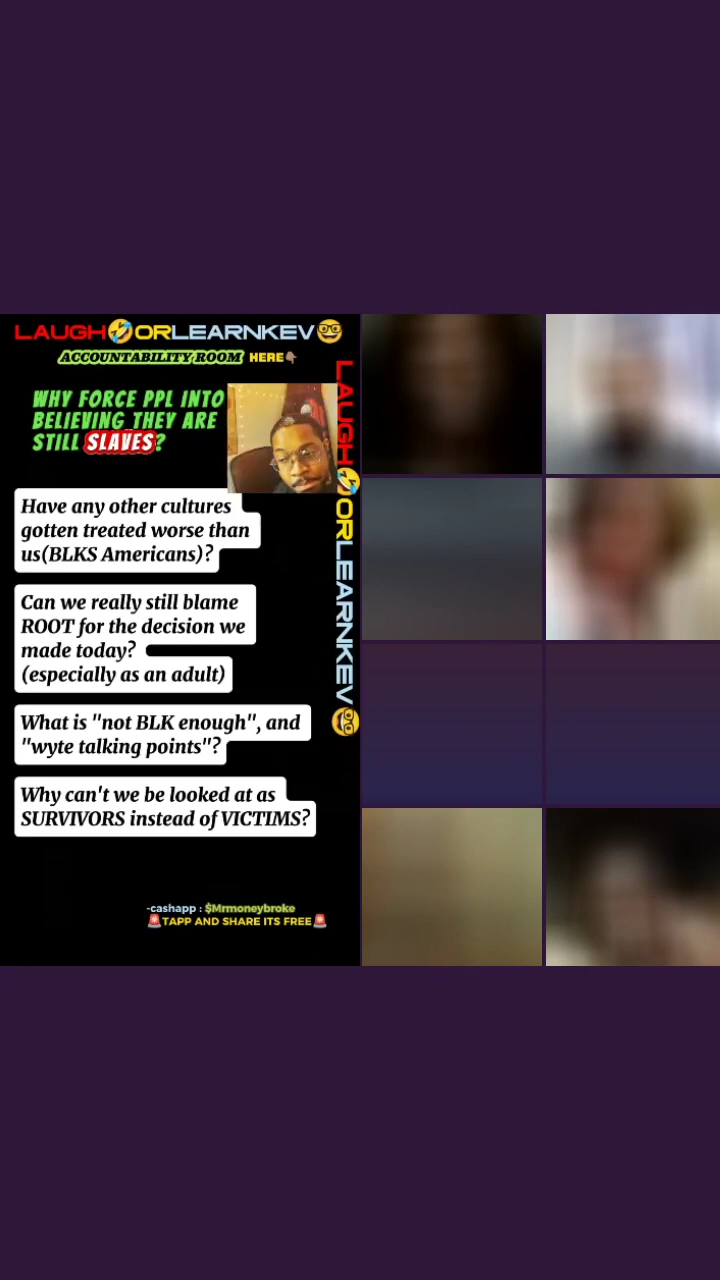 LAUGH🤣ORLEARNKEV🤓
ACCOUNTABILITY ROOM HERE👇🏽
WHY FORCE PPL INTO
BELIEVING THEY ARE
STILL SLAVES?
Have any other cultures
gotten treated worse than
us(BLKS Americans)?
Can we really still blame
ROOT for the decision we
made today?
(especially as an adult)
What is "not BLK enough", and
"wyte talking points"?
Why can't we be looked at as
SURVIVORS instead of VICTIMS?
LAUGH🤣ORLEARNKEV🤓
-cashapp : $Mrmoneybroke
🚨TAPP AND SHARE ITS FREE🚨